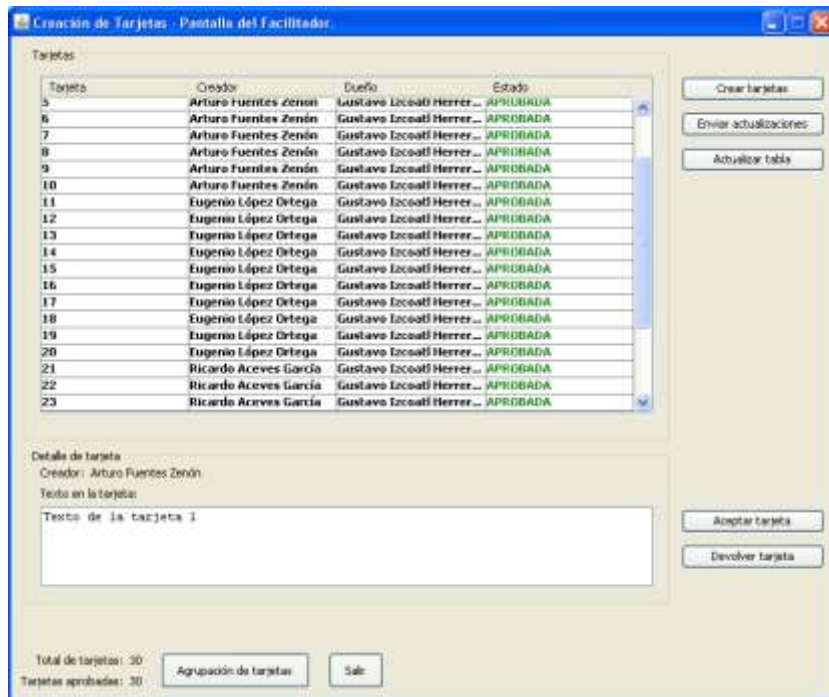 Creación de Tarjetas - Pantalla del Facilitador
Tarjetas
Tarjeta Creador Dueño Estado
5 Arturo Fuentes Zenón Gustavo Izcoatl Herrer... APROBADA
6 Arturo Fuentes Zenón Gustavo Izcoatl Herrer... APROBADA
7 Arturo Fuentes Zenón Gustavo Izcoatl Herrer... APROBADA
8 Arturo Fuentes Zenón Gustavo Izcoatl Herrer... APROBADA
9 Arturo Fuentes Zenón Gustavo Izcoatl Herrer... APROBADA
10 Arturo Fuentes Zenón Gustavo Izcoatl Herrer... APROBADA
11 Eugenio López Ortega Gustavo Izcoatl Herrer... APROBADA
12 Eugenio López Ortega Gustavo Izcoatl Herrer... APROBADA
13 Eugenio López Ortega Gustavo Izcoatl Herrer... APROBADA
14 Eugenio López Ortega Gustavo Izcoatl Herrer... APROBADA
15 Eugenio López Ortega Gustavo Izcoatl Herrer... APROBADA
16 Eugenio López Ortega Gustavo Izcoatl Herrer... APROBADA
17 Eugenio López Ortega Gustavo Izcoatl Herrer... APROBADA
18 Eugenio López Ortega Gustavo Izcoatl Herrer... APROBADA
19 Eugenio López Ortega Gustavo Izcoatl Herrer... APROBADA
20 Eugenio López Ortega Gustavo Izcoatl Herrer... APROBADA
21 Ricardo Aceves García Gustavo Izcoatl Herrer... APROBADA
22 Ricardo Aceves García Gustavo Izcoatl Herrer... APROBADA
23 Ricardo Aceves García Gustavo Izcoatl Herrer... APROBADA
Crear tarjetas
Enviar actualizaciones
Actualizar tabla
Detalle de tarjeta
Creador: Arturo Fuentes Zenón
Texto en la tarjeta:
Texto de la tarjeta 1
Aceptar tarjeta
Devolver tarjeta
Total de tarjetas: 30
Tarjetas aprobadas: 30
Agrupación de tarjetas
Salir